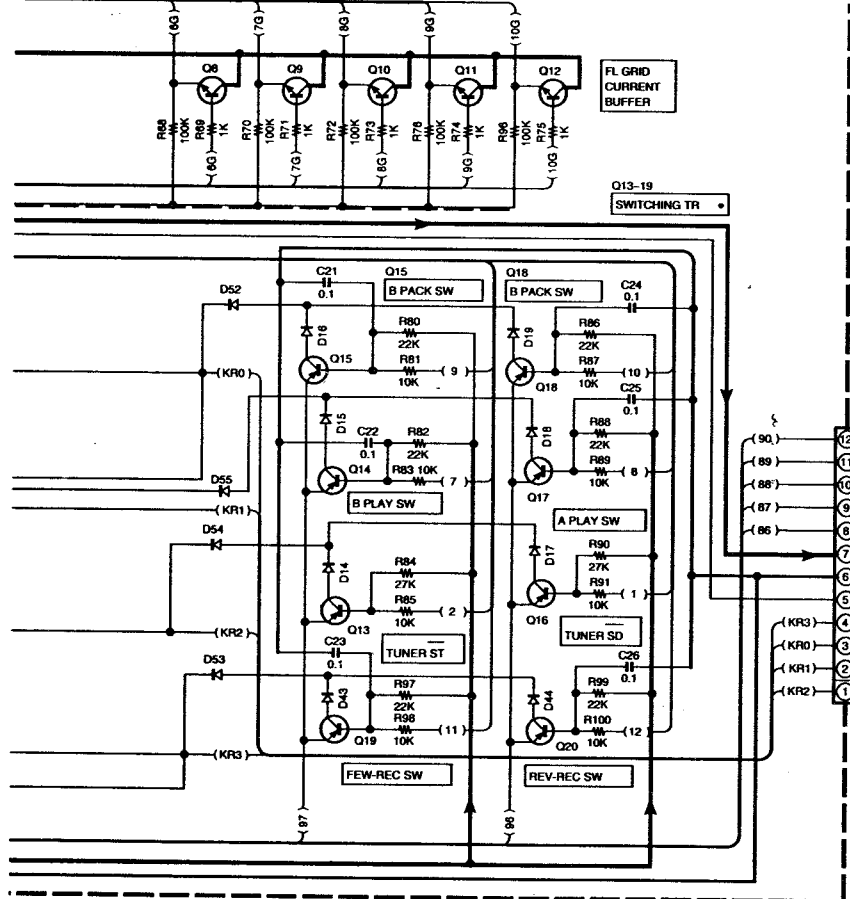 (6G) (7G) (8G) (9G) (10G)
Q8 Q9 Q10 Q11 Q12
FL GRID
CURRENT
BUFFER
R68 100K R69 1K R70 100K R71 1K R72 100K R73 1K R76 100K R74 1K R96 100K R75 1K
(6G) (7G) (8G) (9G) (10G)
Q13-19
SWITCHING TR
C21
0.1
Q15
B PACK SW
Q18
B PACK SW
C24
0.1
D52
D16
R80
22K
D19
R86
22K
Q15
R81
10K
(9)
Q18
R87
10K
(10)
(KR0)
C25
0.1
D15
C22
0.1
R82
22K
D18
R88
22K
(90)
12
D55
Q14
R83 10K
(7)
R89
10K
(8)
Q17
(89)
11
(88)
10
B PLAY SW
A PLAY SW
(KR1)
(87)
9
(86)
8
D54
D17
R90
27K
7
D14
R84
27K
R91
10K
(1)
6
R85
10K
(2)
Q16
5
Q13
TUNER ST
TUNER SD
(KR2)
(KR3)
4
(KR0)
3
C23
0.1
C26
0.1
D53
(KR1)
2
D43
R97
22K
D44
R99
22K
(KR2)
1
Q19
R98
10K
(11)
Q20
R100
10K
(12)
(KR3)
FEW-REC SW
REV-REC SW
(97)
(96)